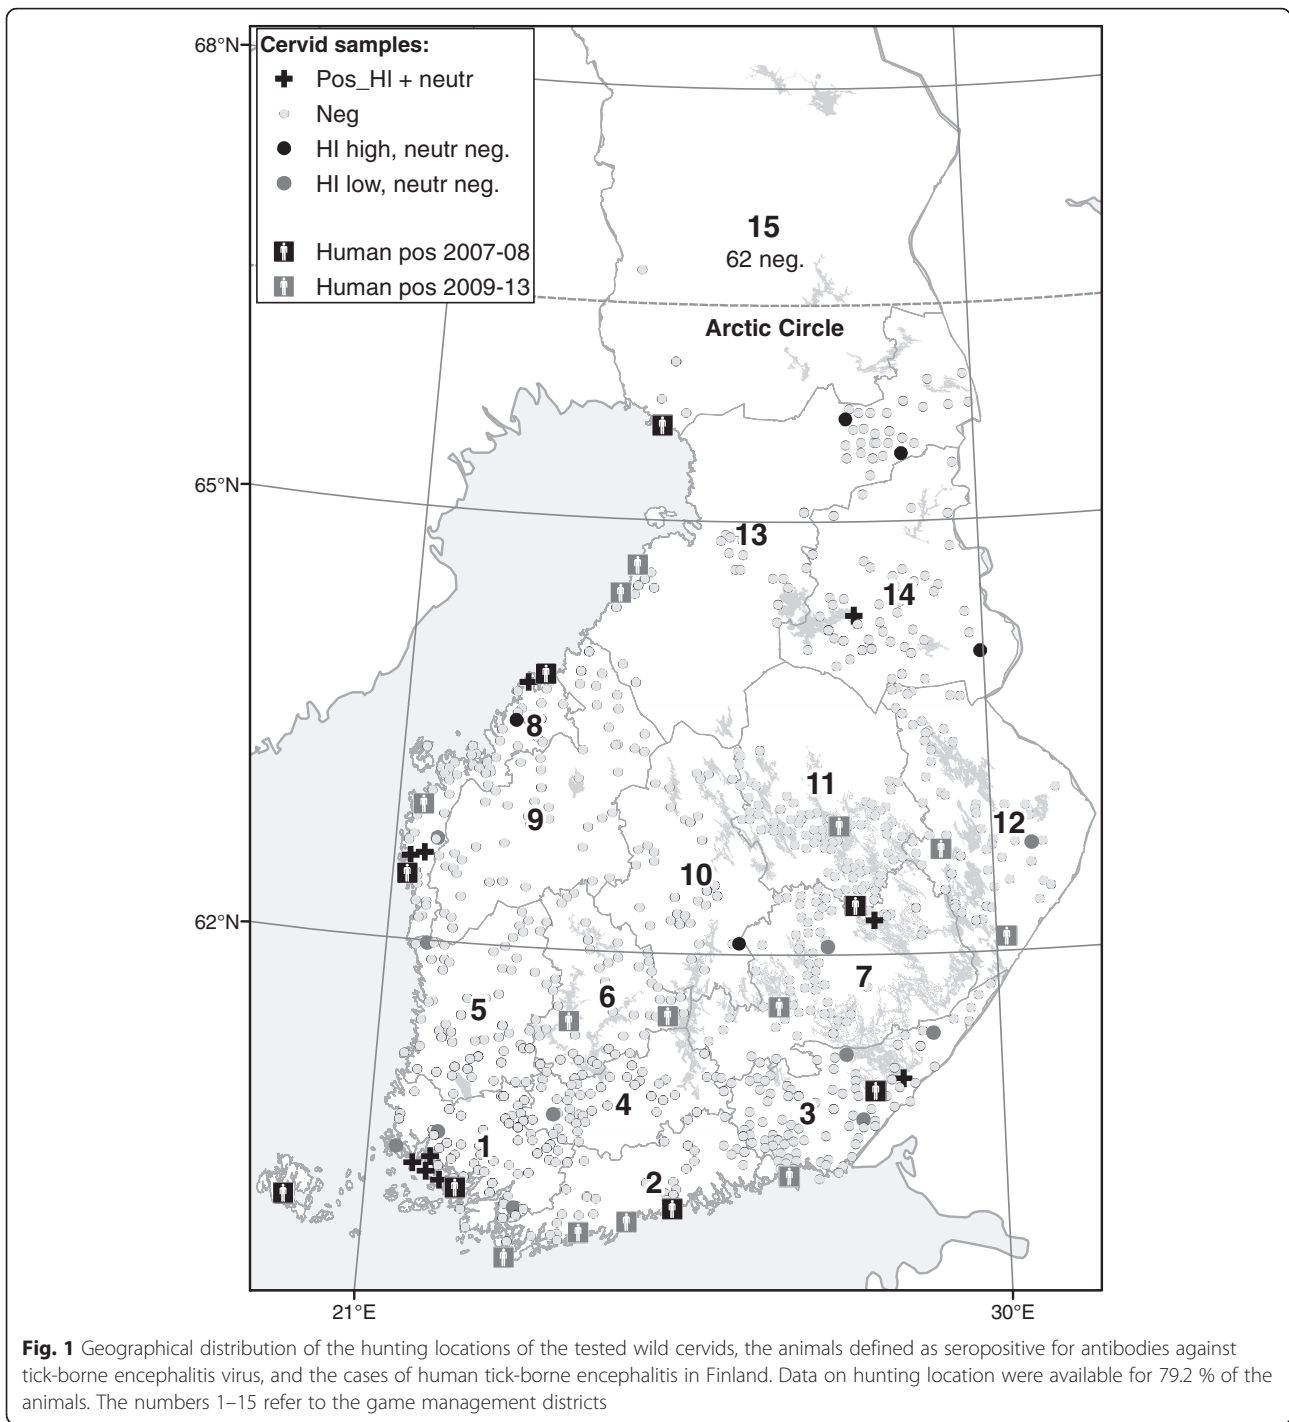 68°N
Cervid samples:
Pos_HI + neutr
Neg
HI high, neutr neg.
HI low, neutr neg.
Human pos 2007-08
Human pos 2009-13
15
62 neg.
Arctic Circle
65°N
13
14
8
11
9
12
10
62°N
7
6
5
4
3
1
2
21°E
30°E
Fig. 1 Geographical distribution of the hunting locations of the tested wild cervids, the animals defined as seropositive for antibodies against
tick-borne encephalitis virus, and the cases of human tick-borne encephalitis in Finland. Data on hunting location were available for 79.2 % of the
animals. The numbers 1–15 refer to the game management districts